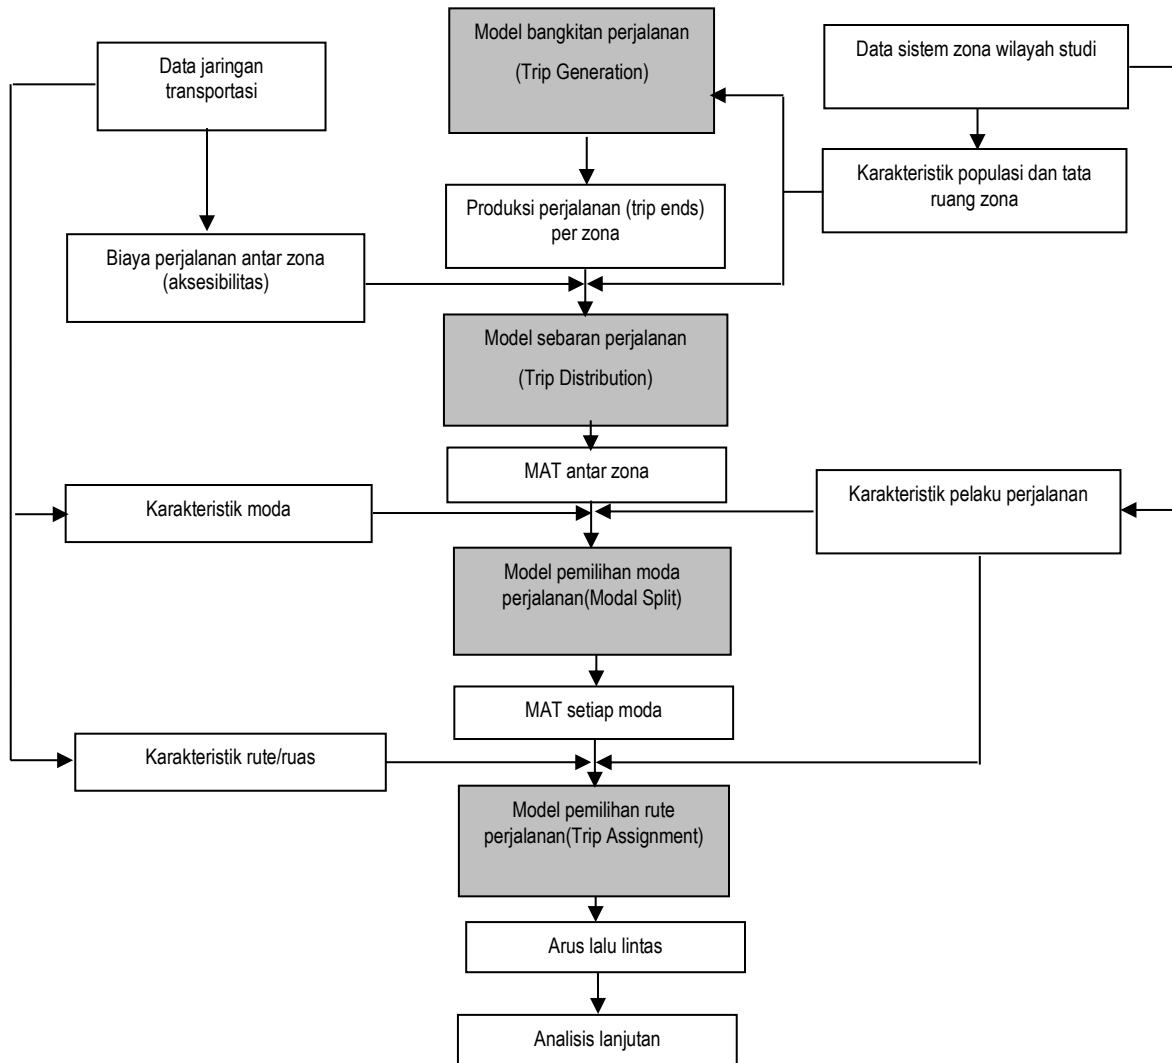 Model bangkitan perjalanan
(Trip Generation)
Data jaringan
transportasi
Data sistem zona wilayah studi
Karakteristik populasi dan tata
ruang zona
Produksi perjalanan (trip ends)
per zona
Biaya perjalanan antar zona
(aksesibilitas)
Model sebaran perjalanan
(Trip Distribution)
MAT antar zona
Karakteristik moda
Karakteristik pelaku perjalanan
Model pemilihan moda
perjalanan(Modal Split)
MAT setiap moda
Karakteristik rute/ruas
Model pemilihan rute
perjalanan(Trip Assignment)
Arus lalu lintas
Analisis lanjutan